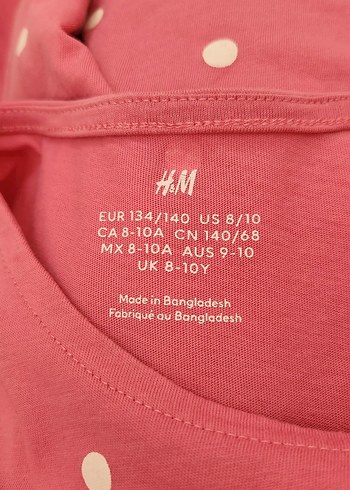 H&M
EUR 134/140 US 8/10
CA 8-10A CN 140/68
MX 8-10A AUS 9-10
UK 8-10Y
Made in Bangladesh
Fabriqué au Bangladesh